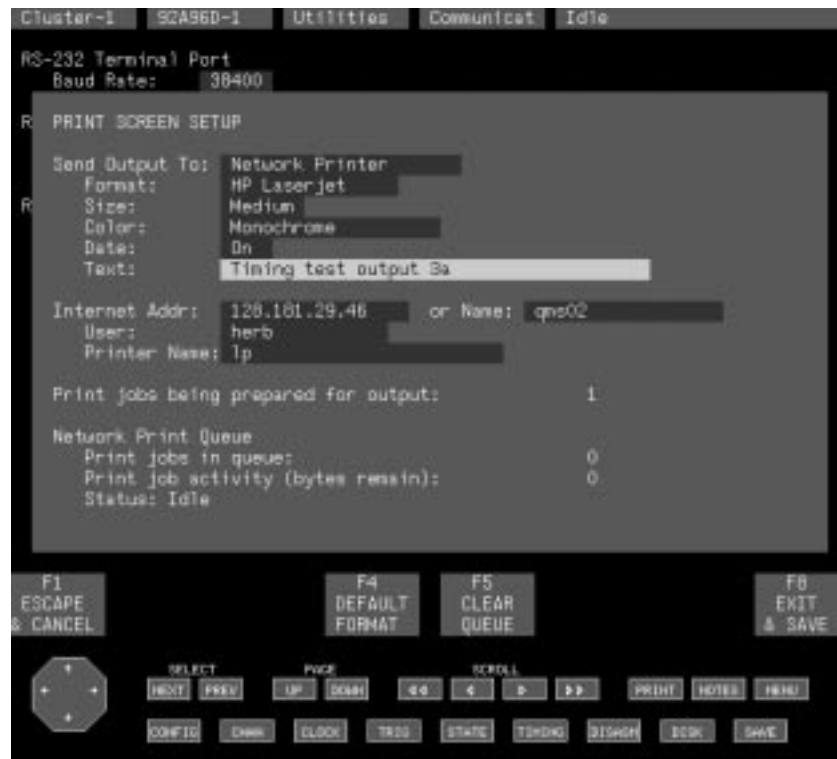 Cluster-1 92A96D-1 Utilities Communicat Idle
RS-232 Terminal Port
Baud Rate: 38400
R PRINT SCREEN SETUP
Send Output To: Network Printer
Format: HP Laserjet
R Size: Medium
Color: Monochrome
Date: On
Text: Timing test output 3a
Internet Addr: 128.181.29.46 or Name: qms02
User: herb
Printer Name: lp
Print jobs being prepared for output: 1
Network Print Queue
Print jobs in queue: 0
Print job activity (bytes remain): 0
Status: Idle
F1 F4 F5 F8
ESCAPE DEFAULT CLEAR EXIT
& CANCEL FORMAT QUEUE & SAVE
SELECT PAGE SCROLL
NEXT PREV UP DOWN PRINT NOTES MENU
CONFIG CHAN CLOCK TRIG STATE TIMING DISASM DISK SAVE